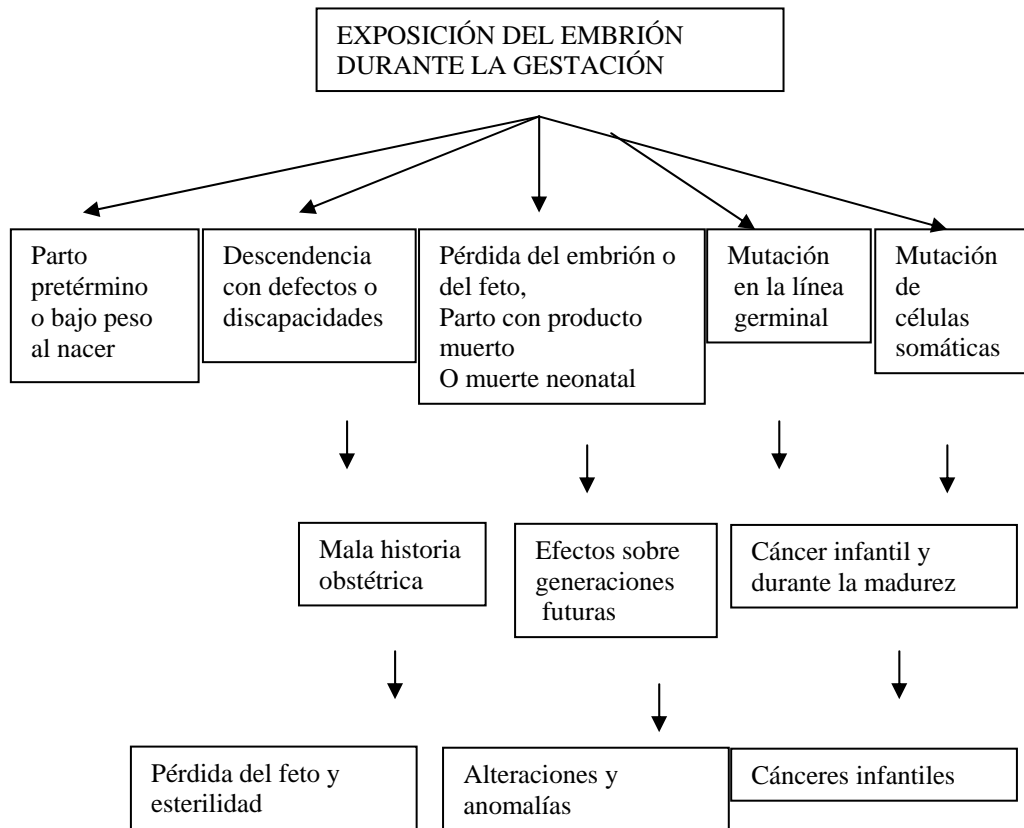 EXPOSICIÓN DEL EMBRIÓN
DURANTE LA GESTACIÓN
Parto
pretérmino
o bajo peso
al nacer
Descendencia
con defectos o
discapacidades
Pérdida del embrión o
del feto,
Parto con producto
muerto
O muerte neonatal
Mutación
en la línea
germinal
Mutación
de
células
somáticas
Mala historia
obstétrica
Efectos sobre
generaciones
futuras
Cáncer infantil y
durante la madurez
Pérdida del feto y
esterilidad
Alteraciones y
anomalías
Cánceres infantiles